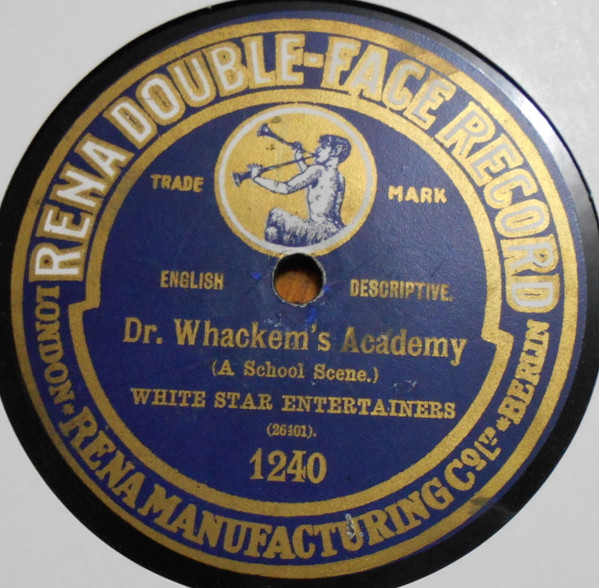 RENA DOUBLE-FACE RECORD
TRADE MARK
ENGLISH DESCRIPTIVE.
Dr. Whackem's Academy
(A School Scene.)
WHITE STAR ENTERTAINERS
(26401).
1240
LONDON * RENA MANUFACTURING Co LTD * BERLIN